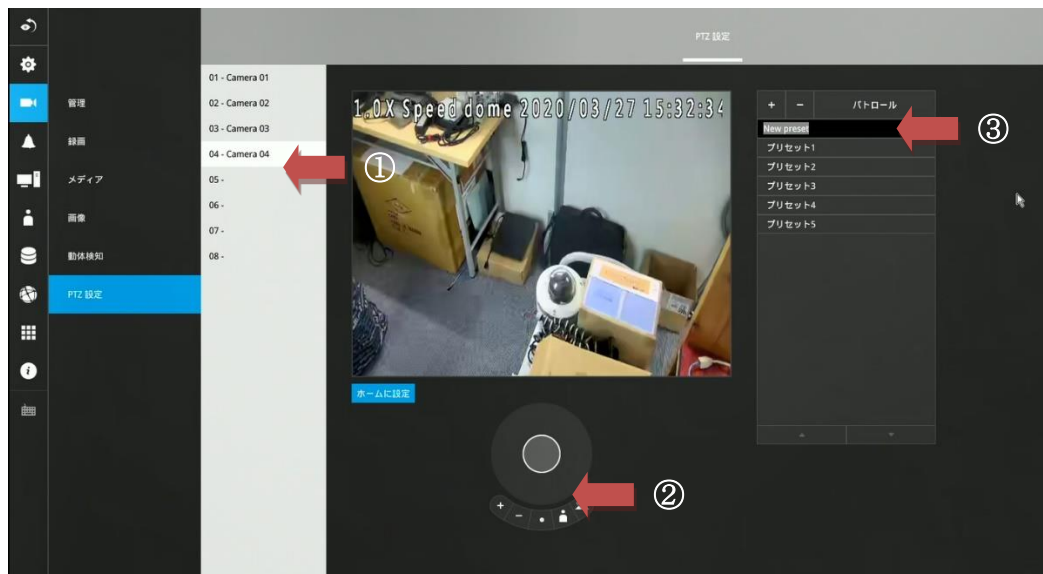 PTZ 設定
管理
録画
メディア
画像
動体検知
PTZ 設定
01 - Camera 01
02 - Camera 02
03 - Camera 03
04 - Camera 04
05 -
06 -
07 -
08 -
①
1.0X Speed dome 2020/03/27 15:32:34
ホームに設定
②
+ - パトロール
New preset
プリセット1
プリセット2
プリセット3
プリセット4
プリセット5
③